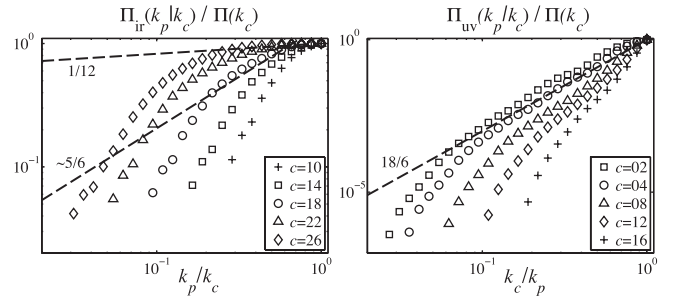 Π_ir(k_p|k_c) / Π(k_c)
10^0
1/12
~5/6
10^-1
+ c=10
□ c=14
○ c=18
△ c=22
◇ c=26
10^-1
10^0
k_p/k_c
Π_uv(k_p/k_c) / Π(k_c)
10^0
18/6
10^-5
□ c=02
○ c=04
△ c=08
◇ c=12
+ c=16
10^-1
10^0
k_c/k_p